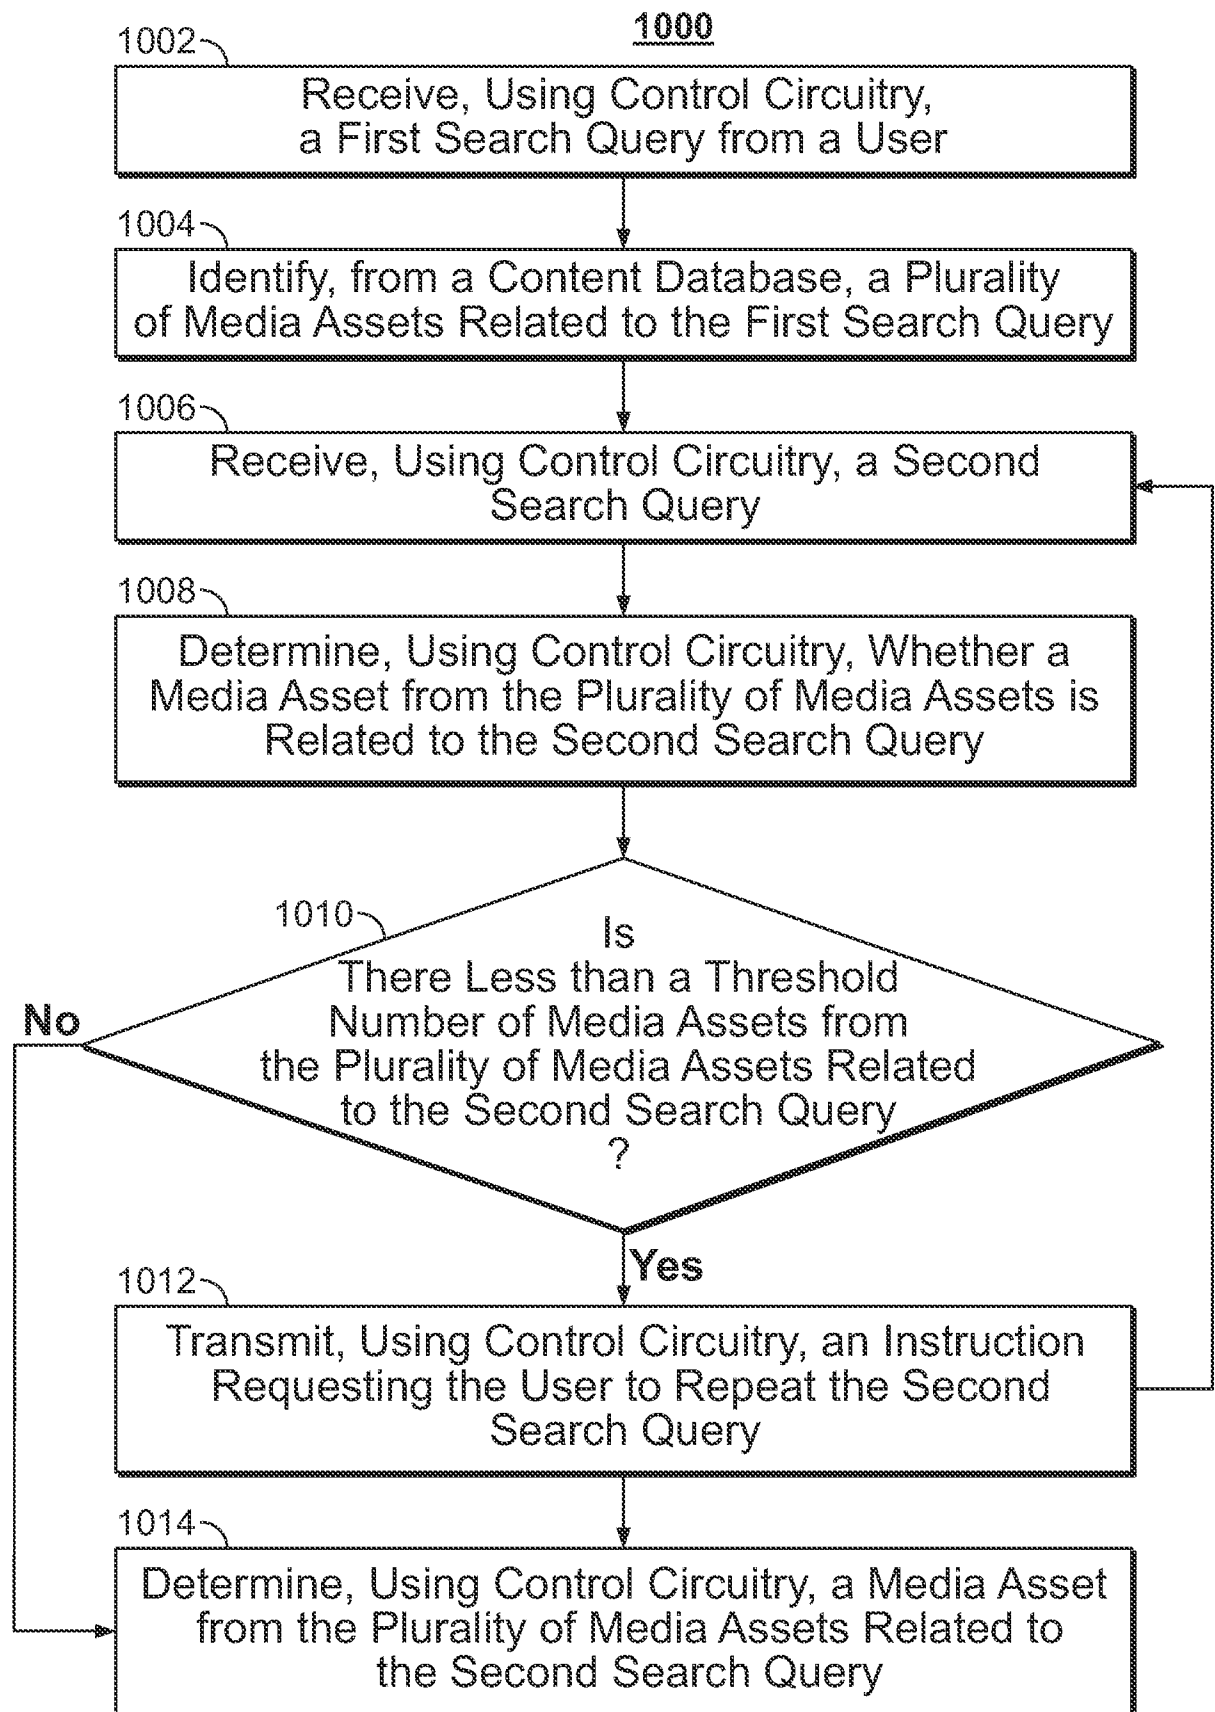 1000
1002
Receive, Using Control Circuitry,
a First Search Query from a User
1004
Identify, from a Content Database, a Plurality
of Media Assets Related to the First Search Query
1006
Receive, Using Control Circuitry, a Second
Search Query
1008
Determine, Using Control Circuitry, Whether a
Media Asset from the Plurality of Media Assets is
Related to the Second Search Query
1010
Is
There Less than a Threshold
Number of Media Assets from
the Plurality of Media Assets Related
to the Second Search Query
?
No
Yes
1012
Transmit, Using Control Circuitry, an Instruction
Requesting the User to Repeat the Second
Search Query
1014
Determine, Using Control Circuitry, a Media Asset
from the Plurality of Media Assets Related to
the Second Search Query